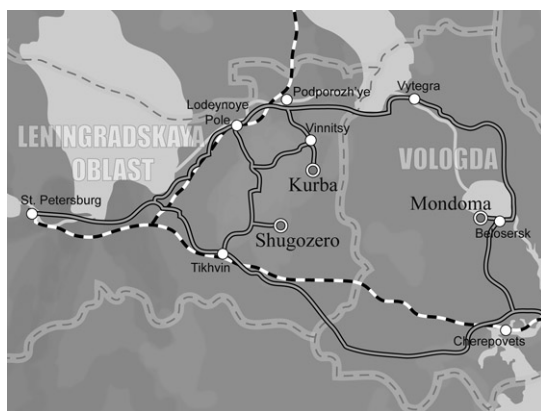 Podporozh'ye
Vytegra
Lodeynoye
Pole
LENINGRADSKAYA
OBLAST
Vinnitsy
VOLOGDA
Kurba
St. Petersburg
Mondoma
Shugozero
Belosersk
Tikhvin
Cherepovets